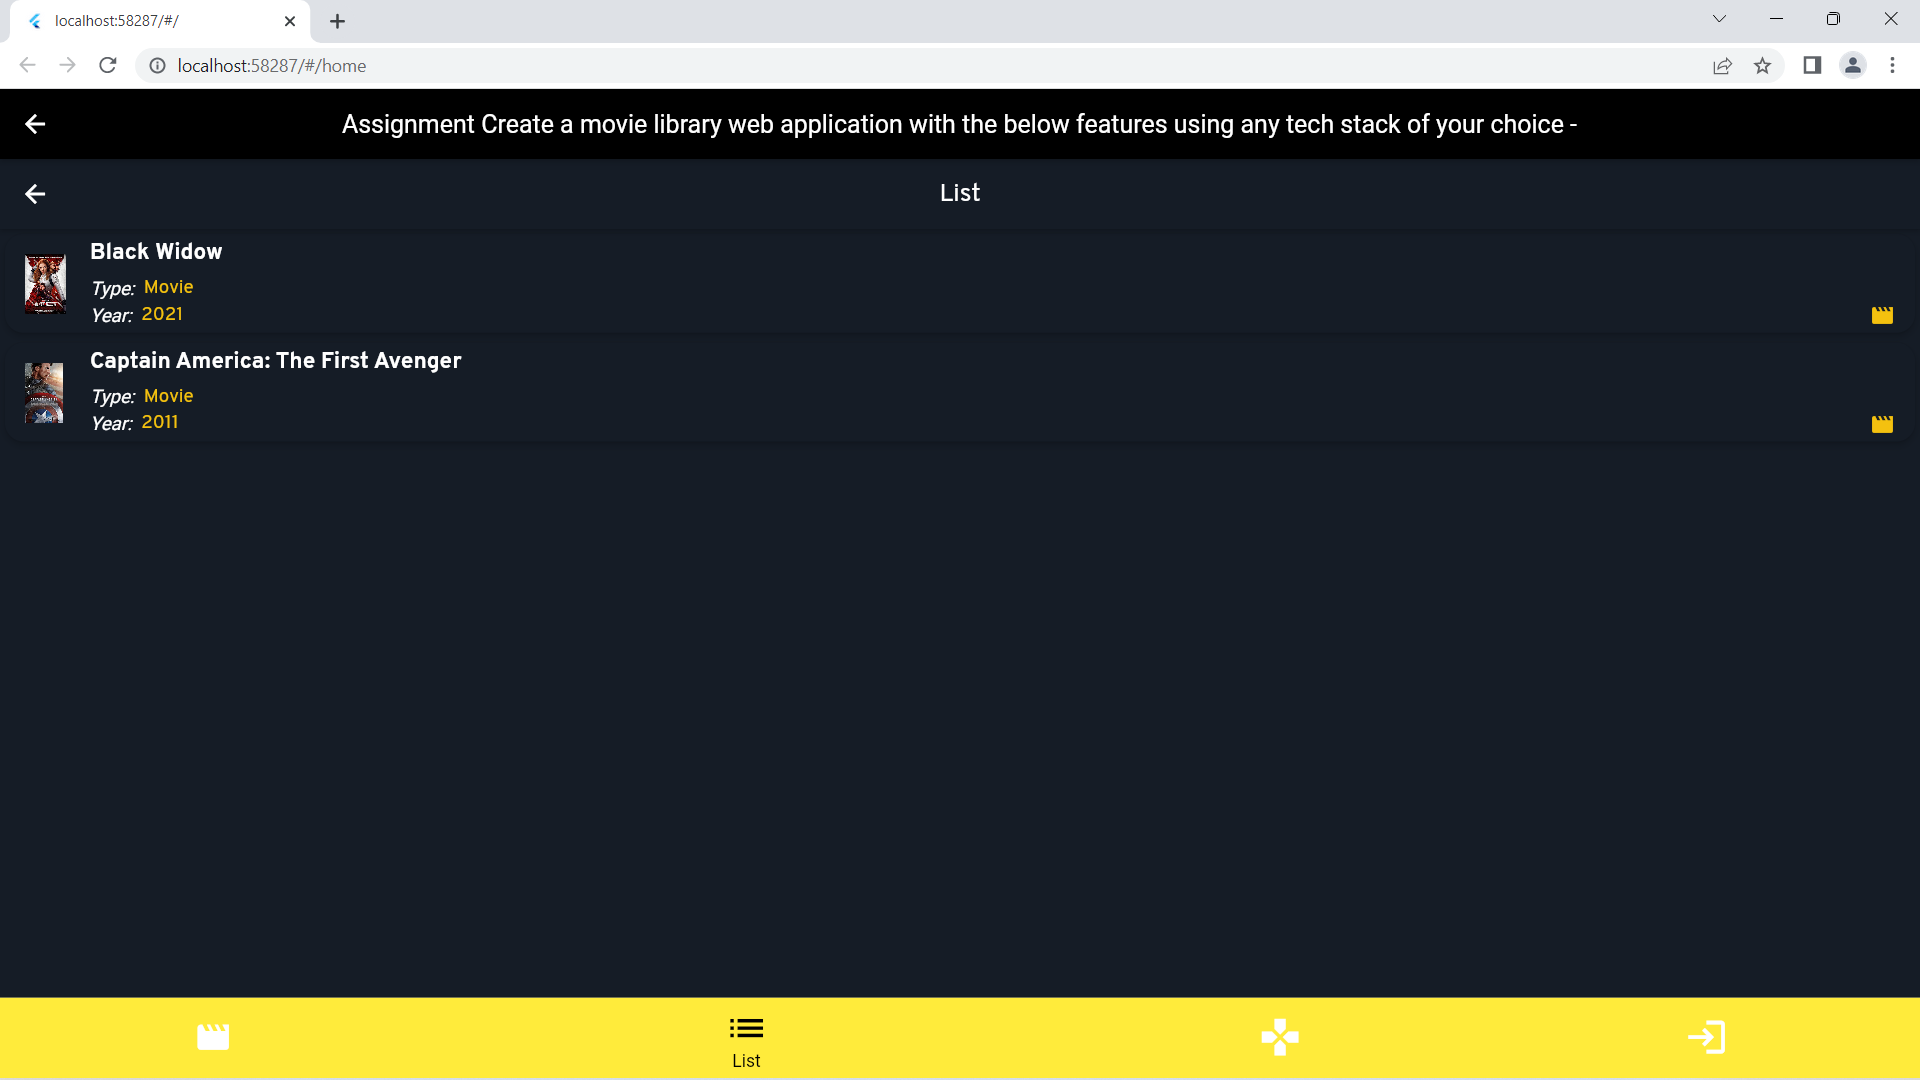 localhost:58287/#/
localhost:58287/#/home
Assignment Create a movie library web application with the below features using any tech stack of your choice -
List
Black Widow
Type: Movie
Year: 2021
Captain America: The First Avenger
Type: Movie
Year: 2011
List